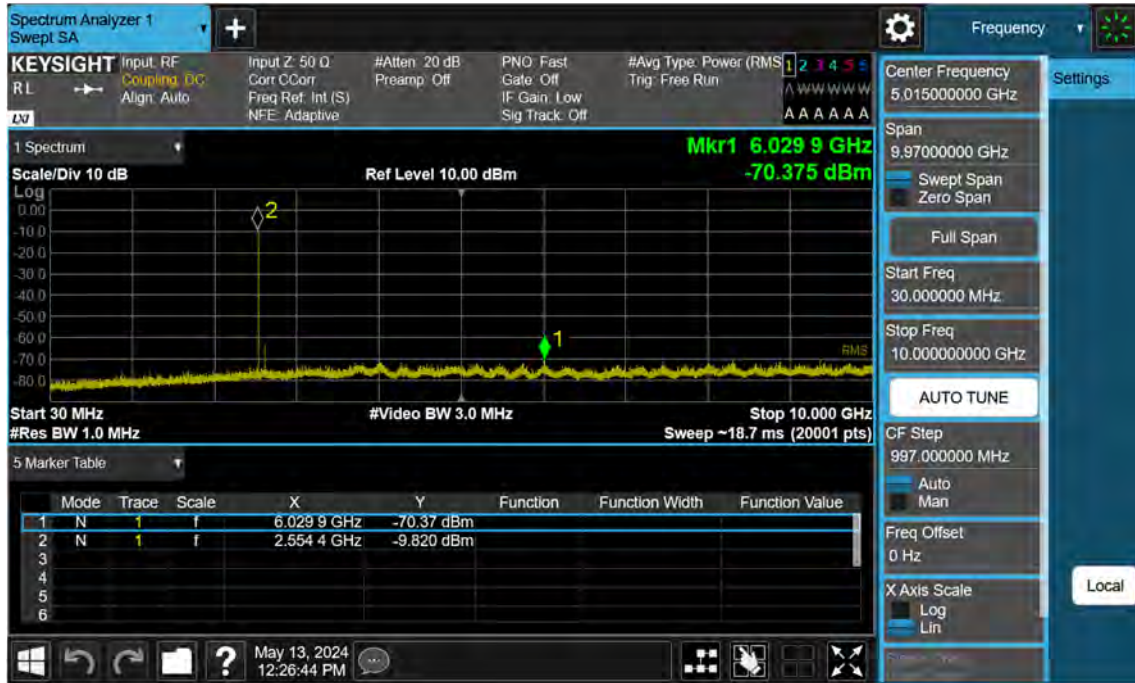 Spectrum Analyzer 1
Swept SA
Frequency
KEYSIGHT
RL
LXI
Input: RF
Coupling: DC
Align: Auto
Input Z: 50 Ω
Corr CCorr
Freq Ref: Int (S)
NFE: Adaptive
#Atten: 20 dB
Preamp: Off
PNO: Fast
Gate: Off
IF Gain: Low
Sig Track: Off
#Avg Type: Power (RMS
Trig: Free Run
1 2 3 4 5 6
A W W W W W
A A A A A A
1 Spectrum
Scale/Div 10 dB
Ref Level 10.00 dBm
Mkr1 6.029 9 GHz
-70.375 dBm
Log
0.00
-10.0
-20.0
-30.0
-40.0
-50.0
-60.0
-70.0
-80.0
2
1
RMS
Start 30 MHz
#Video BW 3.0 MHz
Stop 10.000 GHz
#Res BW 1.0 MHz
Sweep ~18.7 ms (20001 pts)
5 Marker Table
Mode Trace Scale X Y Function Function Width Function Value
1 N 1 f 6.029 9 GHz -70.37 dBm
2 N 1 f 2.554 4 GHz -9.820 dBm
3
4
5
6
May 13, 2024
12:26:44 PM
Center Frequency
5.015000000 GHz
Span
9.97000000 GHz
Swept Span
Zero Span
Full Span
Start Freq
30.000000 MHz
Stop Freq
10.000000000 GHz
AUTO TUNE
CF Step
997.000000 MHz
Auto
Man
Freq Offset
0 Hz
X Axis Scale
Log
Lin
Settings
Local